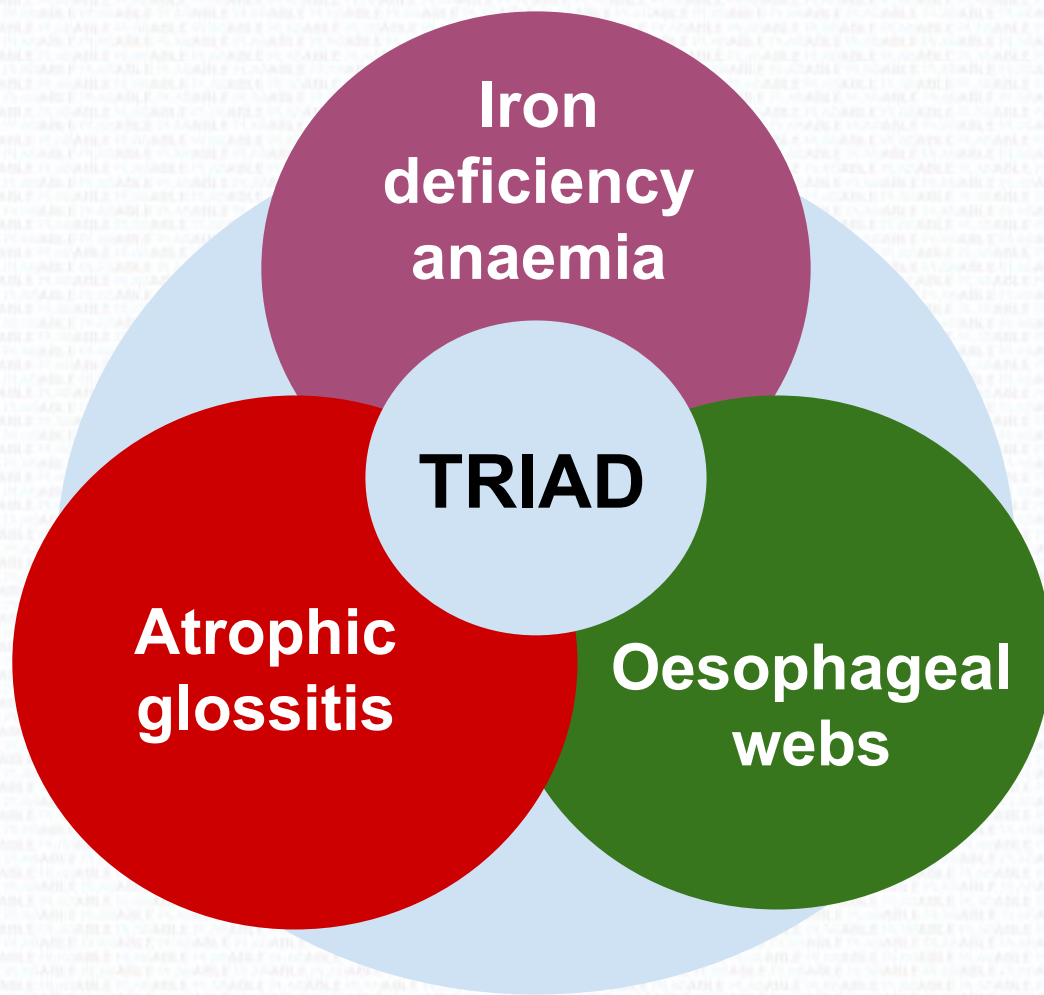 Iron
deficiency
anaemia
TRIAD
Atrophic
glossitis
Oesophageal
webs